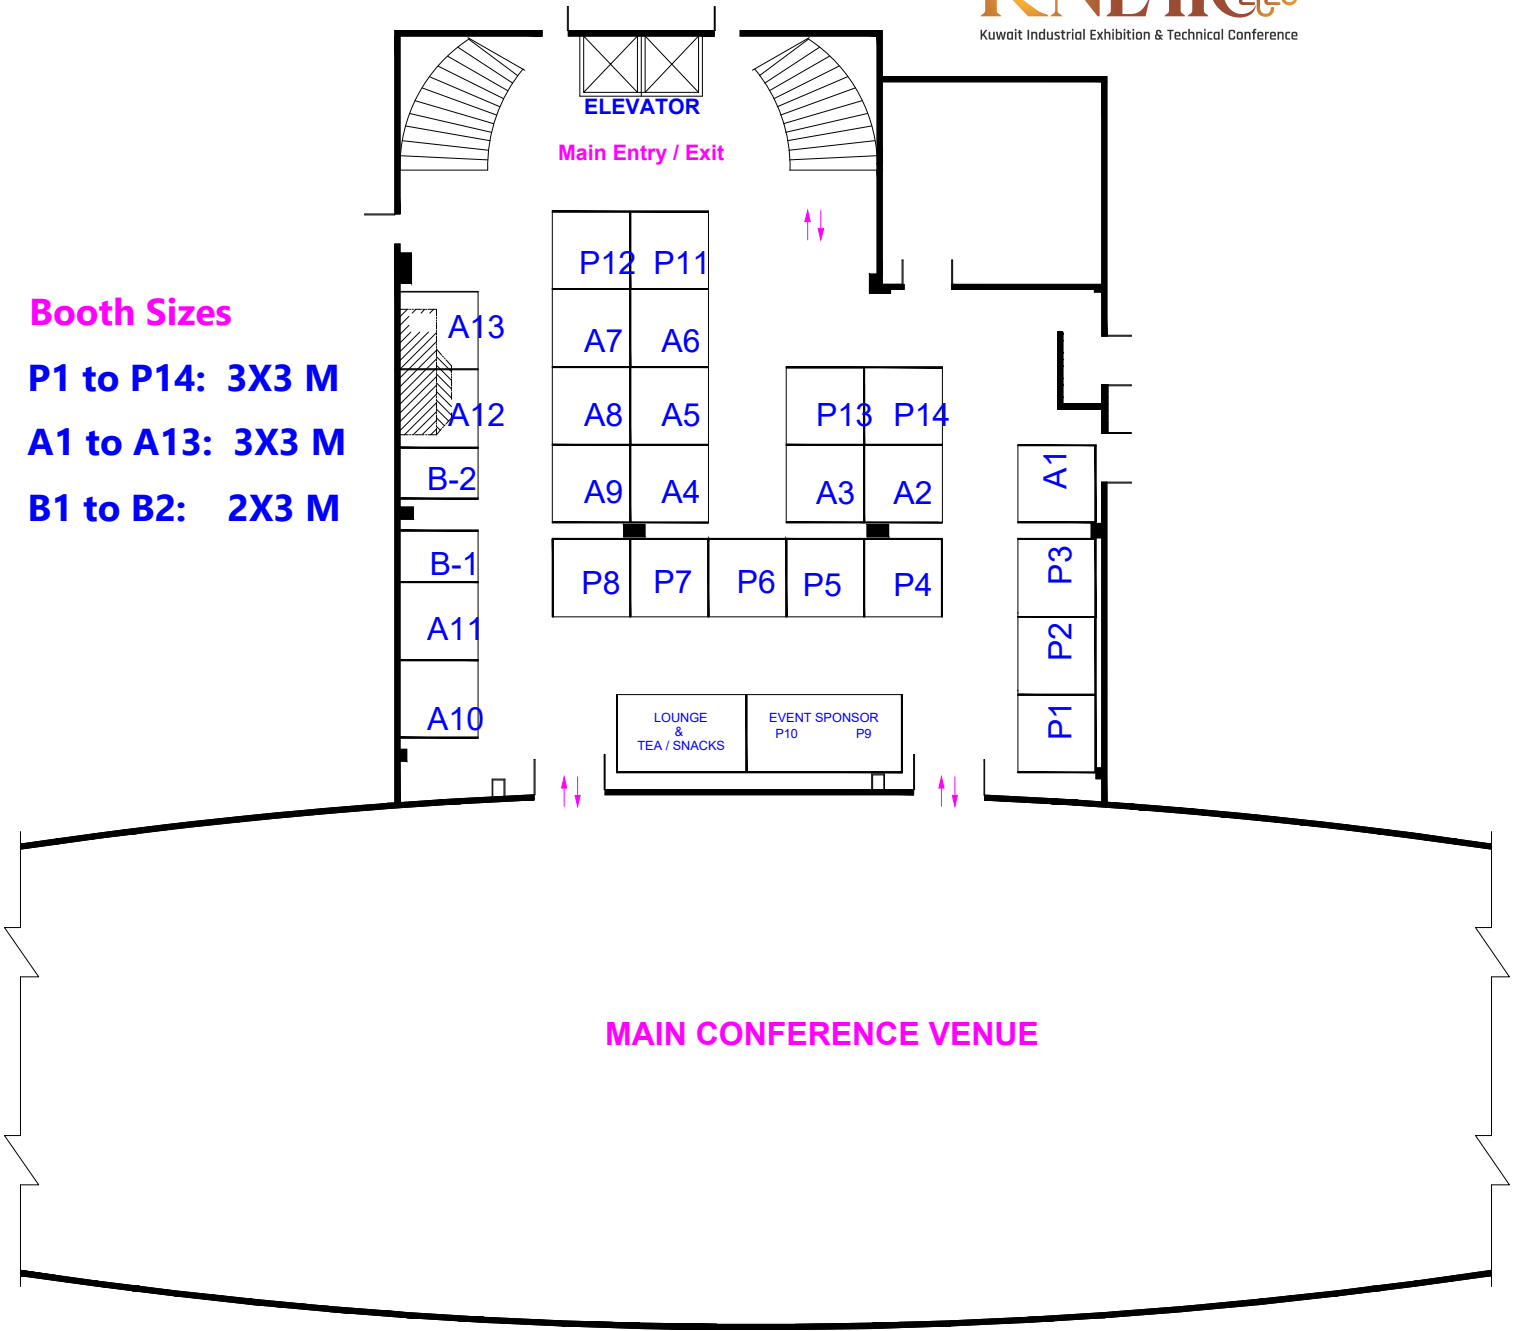 Kuwait Industrial Exhibition & Technical Conference
ELEVATOR
Main Entry / Exit
Booth Sizes
P1 to P14: 3X3 M
A1 to A13: 3X3 M
B1 to B2: 2X3 M
P12 P11
A13
A7 A6
A12
A8 A5
P13 P14
B-2
A9 A4
A3 A2
A1
B-1
P8 P7 P6 P5 P4
P3
A11
P2
A10
P1
LOUNGE
&
TEA / SNACKS
EVENT SPONSOR
P10 P9
MAIN CONFERENCE VENUE